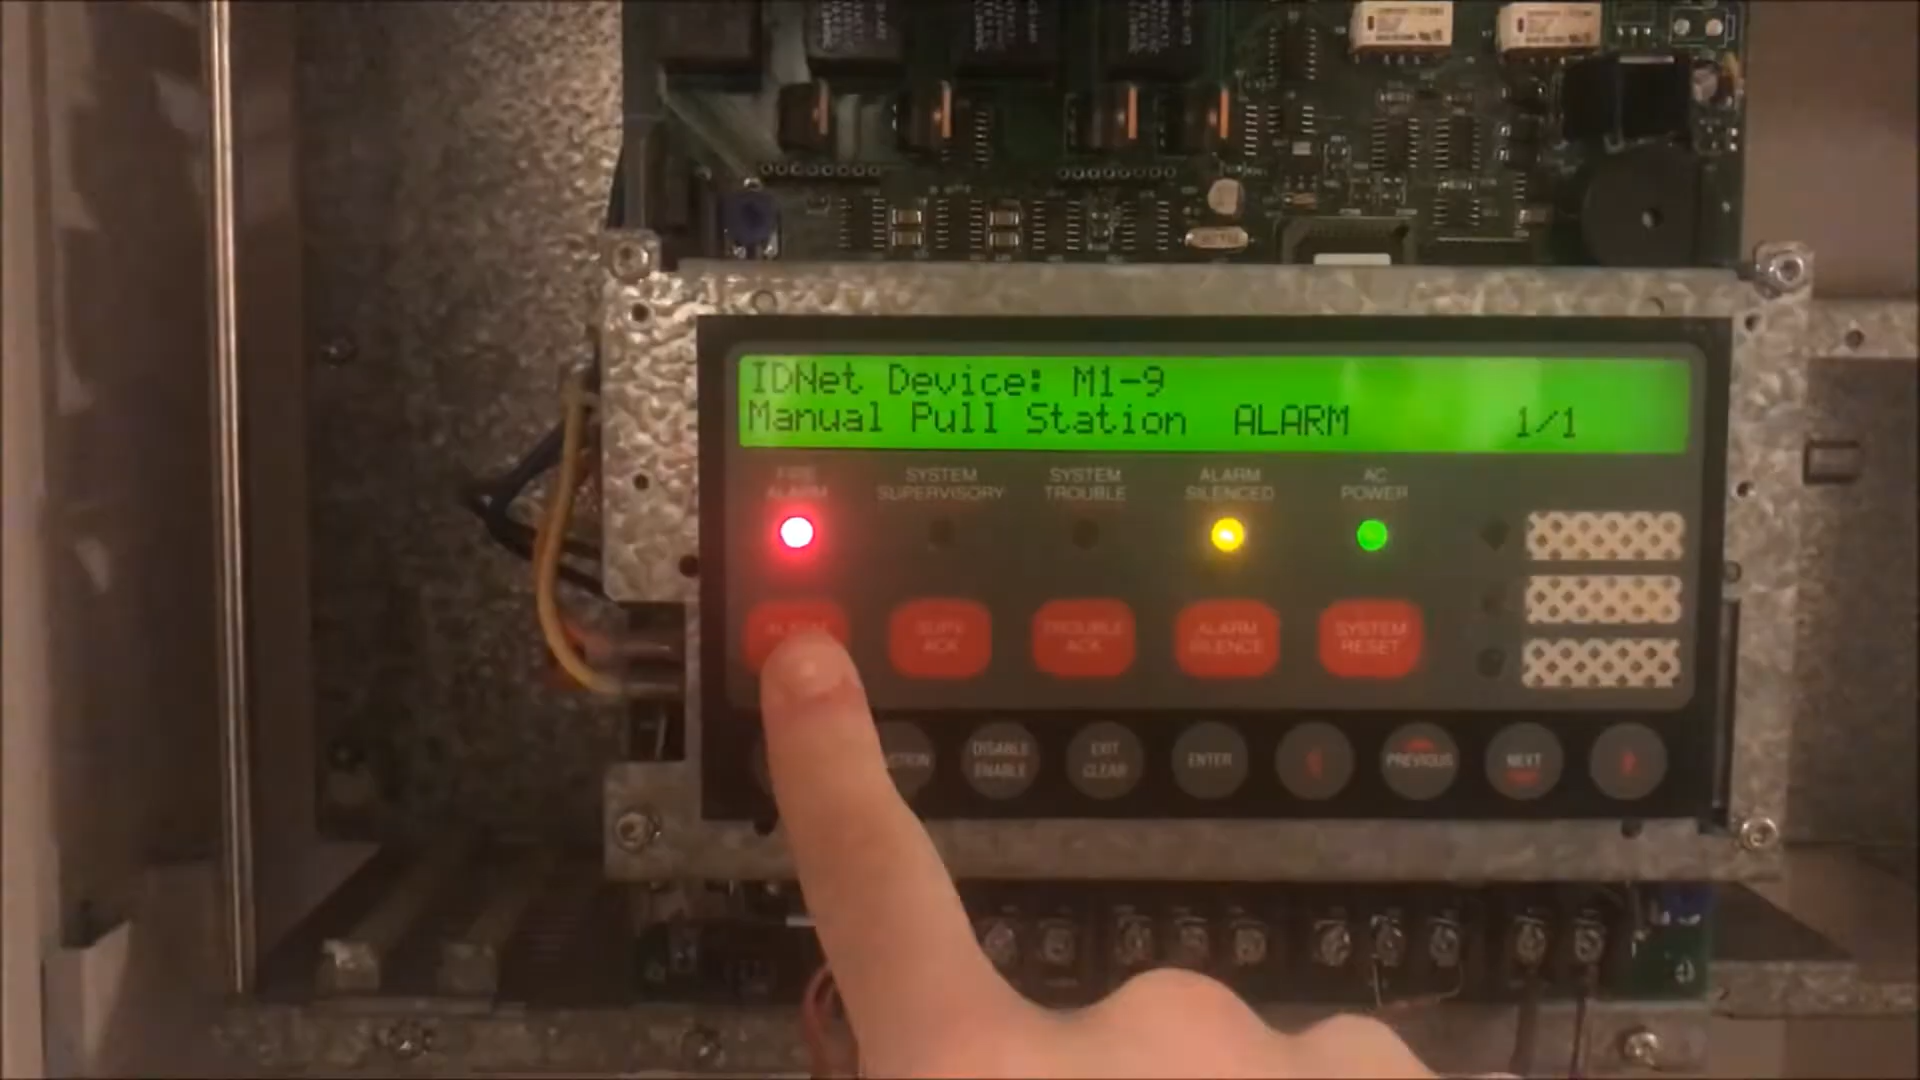 IDNet Device: M1-9
Manual Pull Station ALARM 1/1
FIRE ALARM
SYSTEM SUPERVISORY
SYSTEM TROUBLE
ALARM SILENCED
AC POWER
ALARM
SUPV ACK
TROUBLE ACK
ALARM SILENCE
SYSTEM RESET
DISABLE ENABLE
EXIT CLEAR
ENTER
PREVIOUS
NEXT